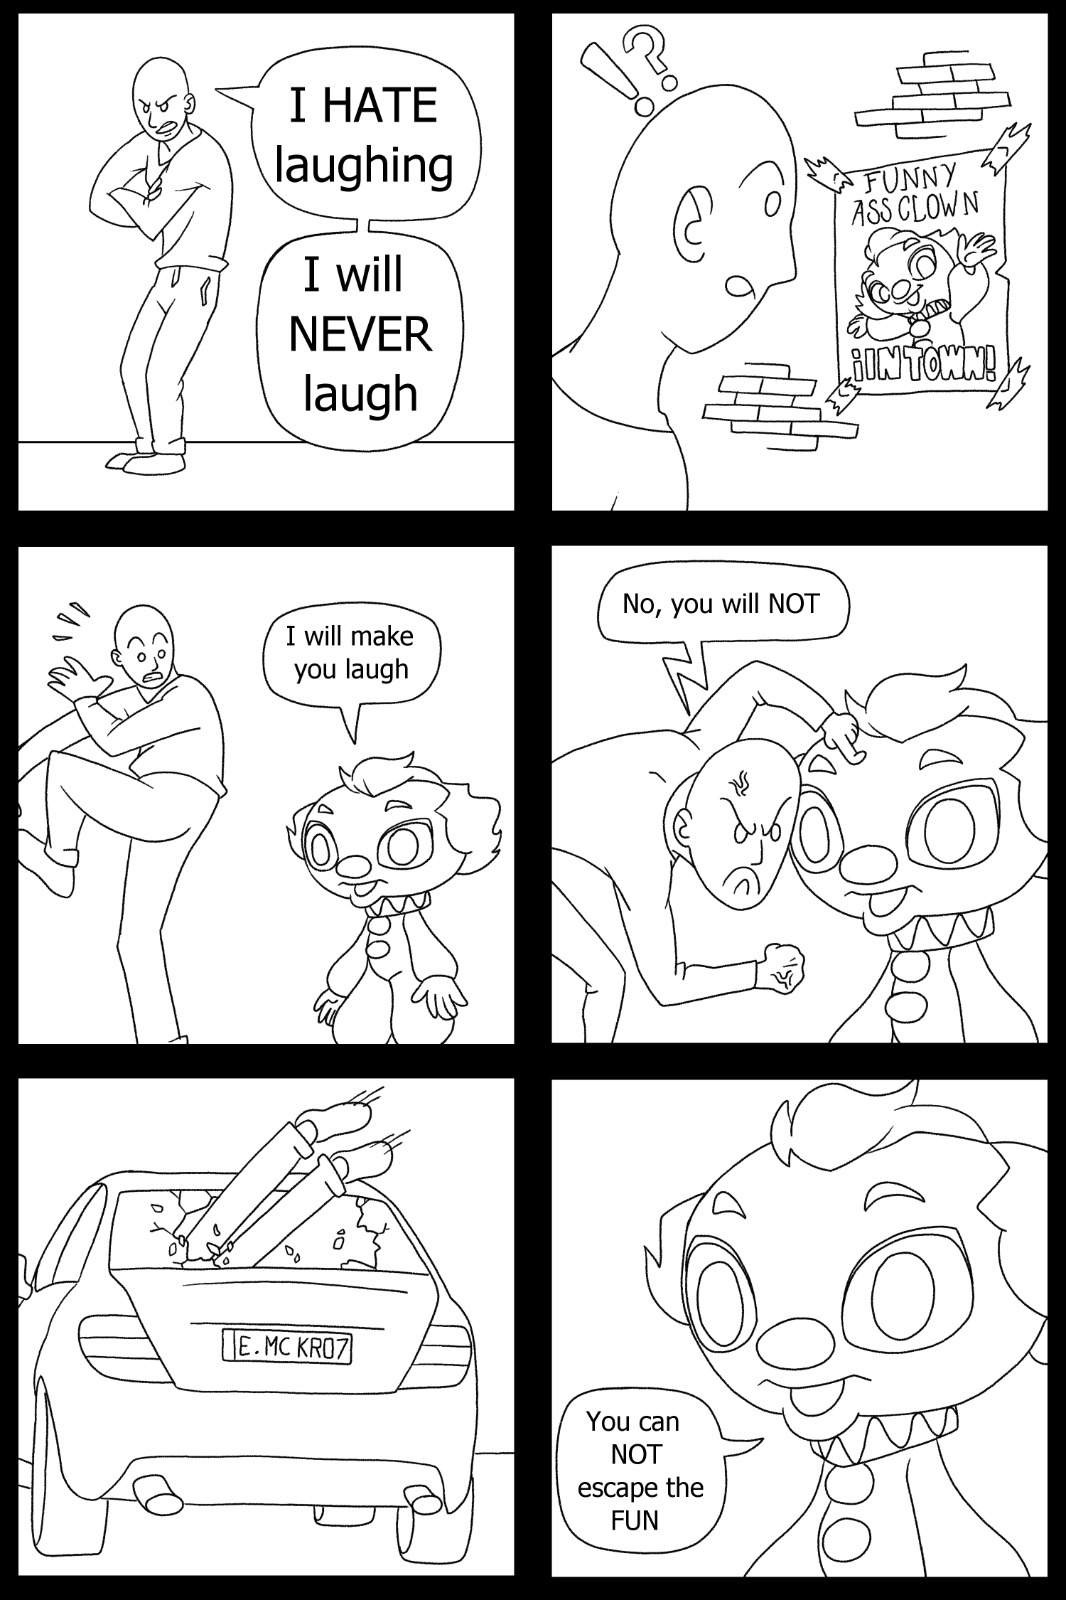 I HATE
laughing
I will
NEVER
laugh
!?
FUNNY
ASS CLOWN
¡IN TOWN!
I will make
you laugh
No, you will NOT
E.MC KR07
You can
NOT
escape the
FUN